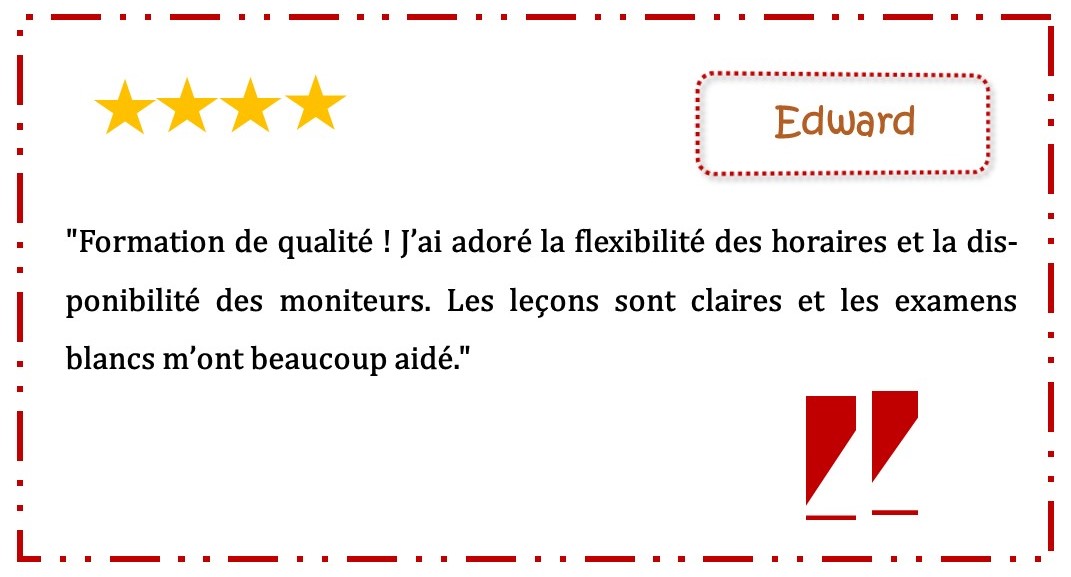 Edward
"Formation de qualité ! J’ai adoré la flexibilité des horaires et la dis-
ponibilité des moniteurs. Les leçons sont claires et les examens
blancs m’ont beaucoup aidé."